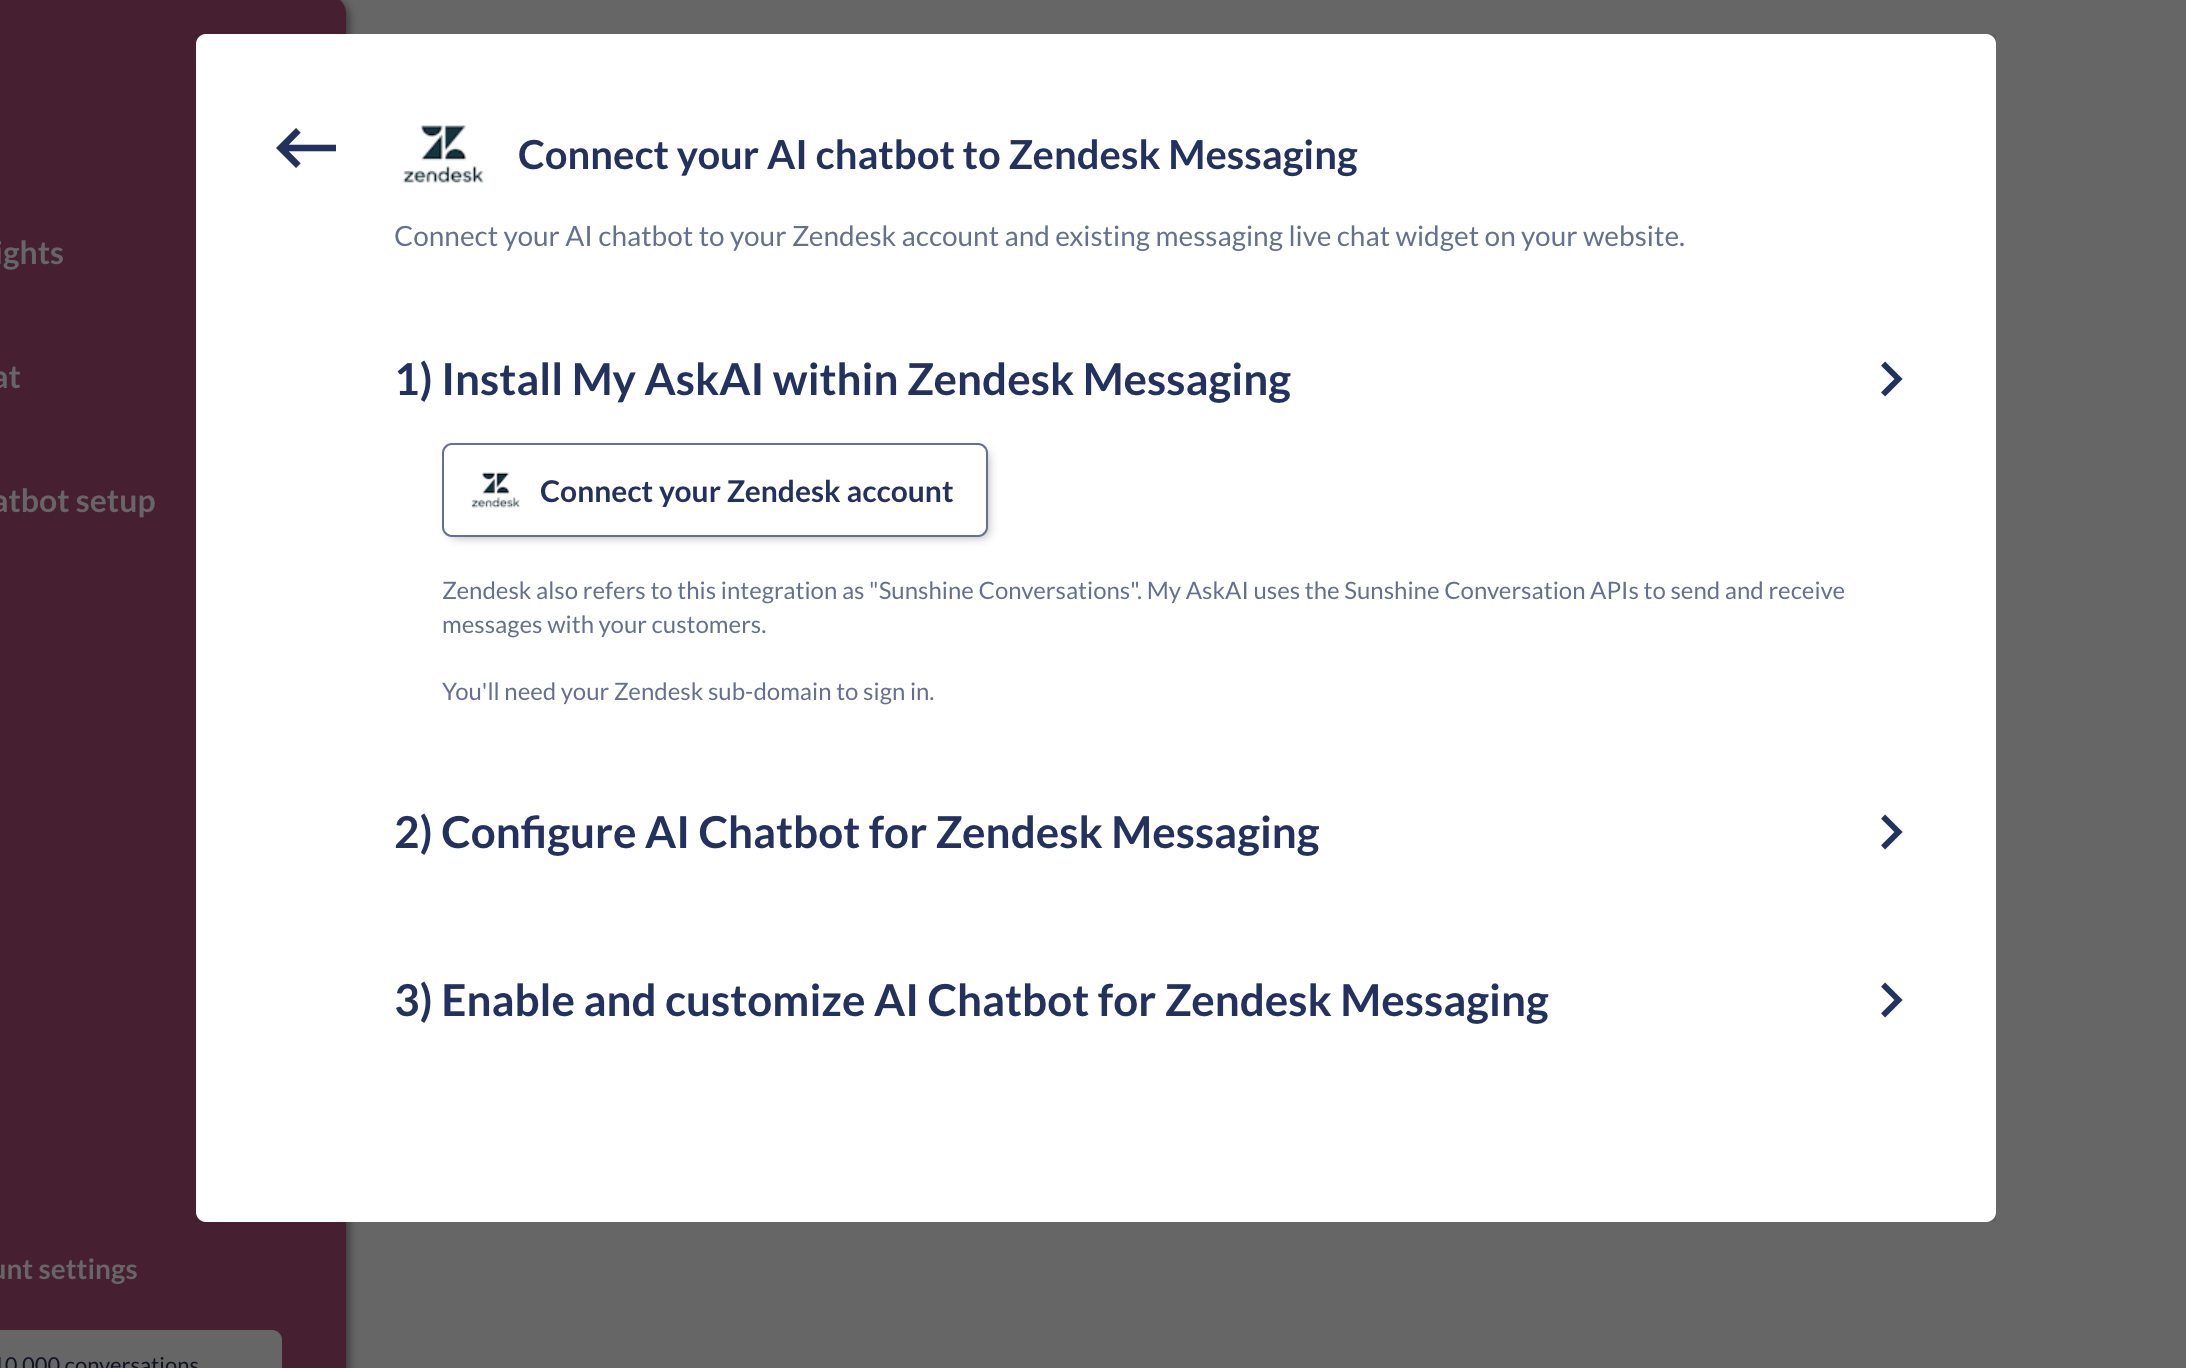 zendesk
Connect your AI chatbot to Zendesk Messaging
Connect your AI chatbot to your Zendesk account and existing messaging live chat widget on your website.
1) Install My AskAI within Zendesk Messaging
zendesk
Connect your Zendesk account
Zendesk also refers to this integration as "Sunshine Conversations". My AskAI uses the Sunshine Conversation APIs to send and receive
messages with your customers.
You'll need your Zendesk sub-domain to sign in.
2) Configure AI Chatbot for Zendesk Messaging
3) Enable and customize AI Chatbot for Zendesk Messaging
ights
at
atbot setup
unt settings
10,000 conversations